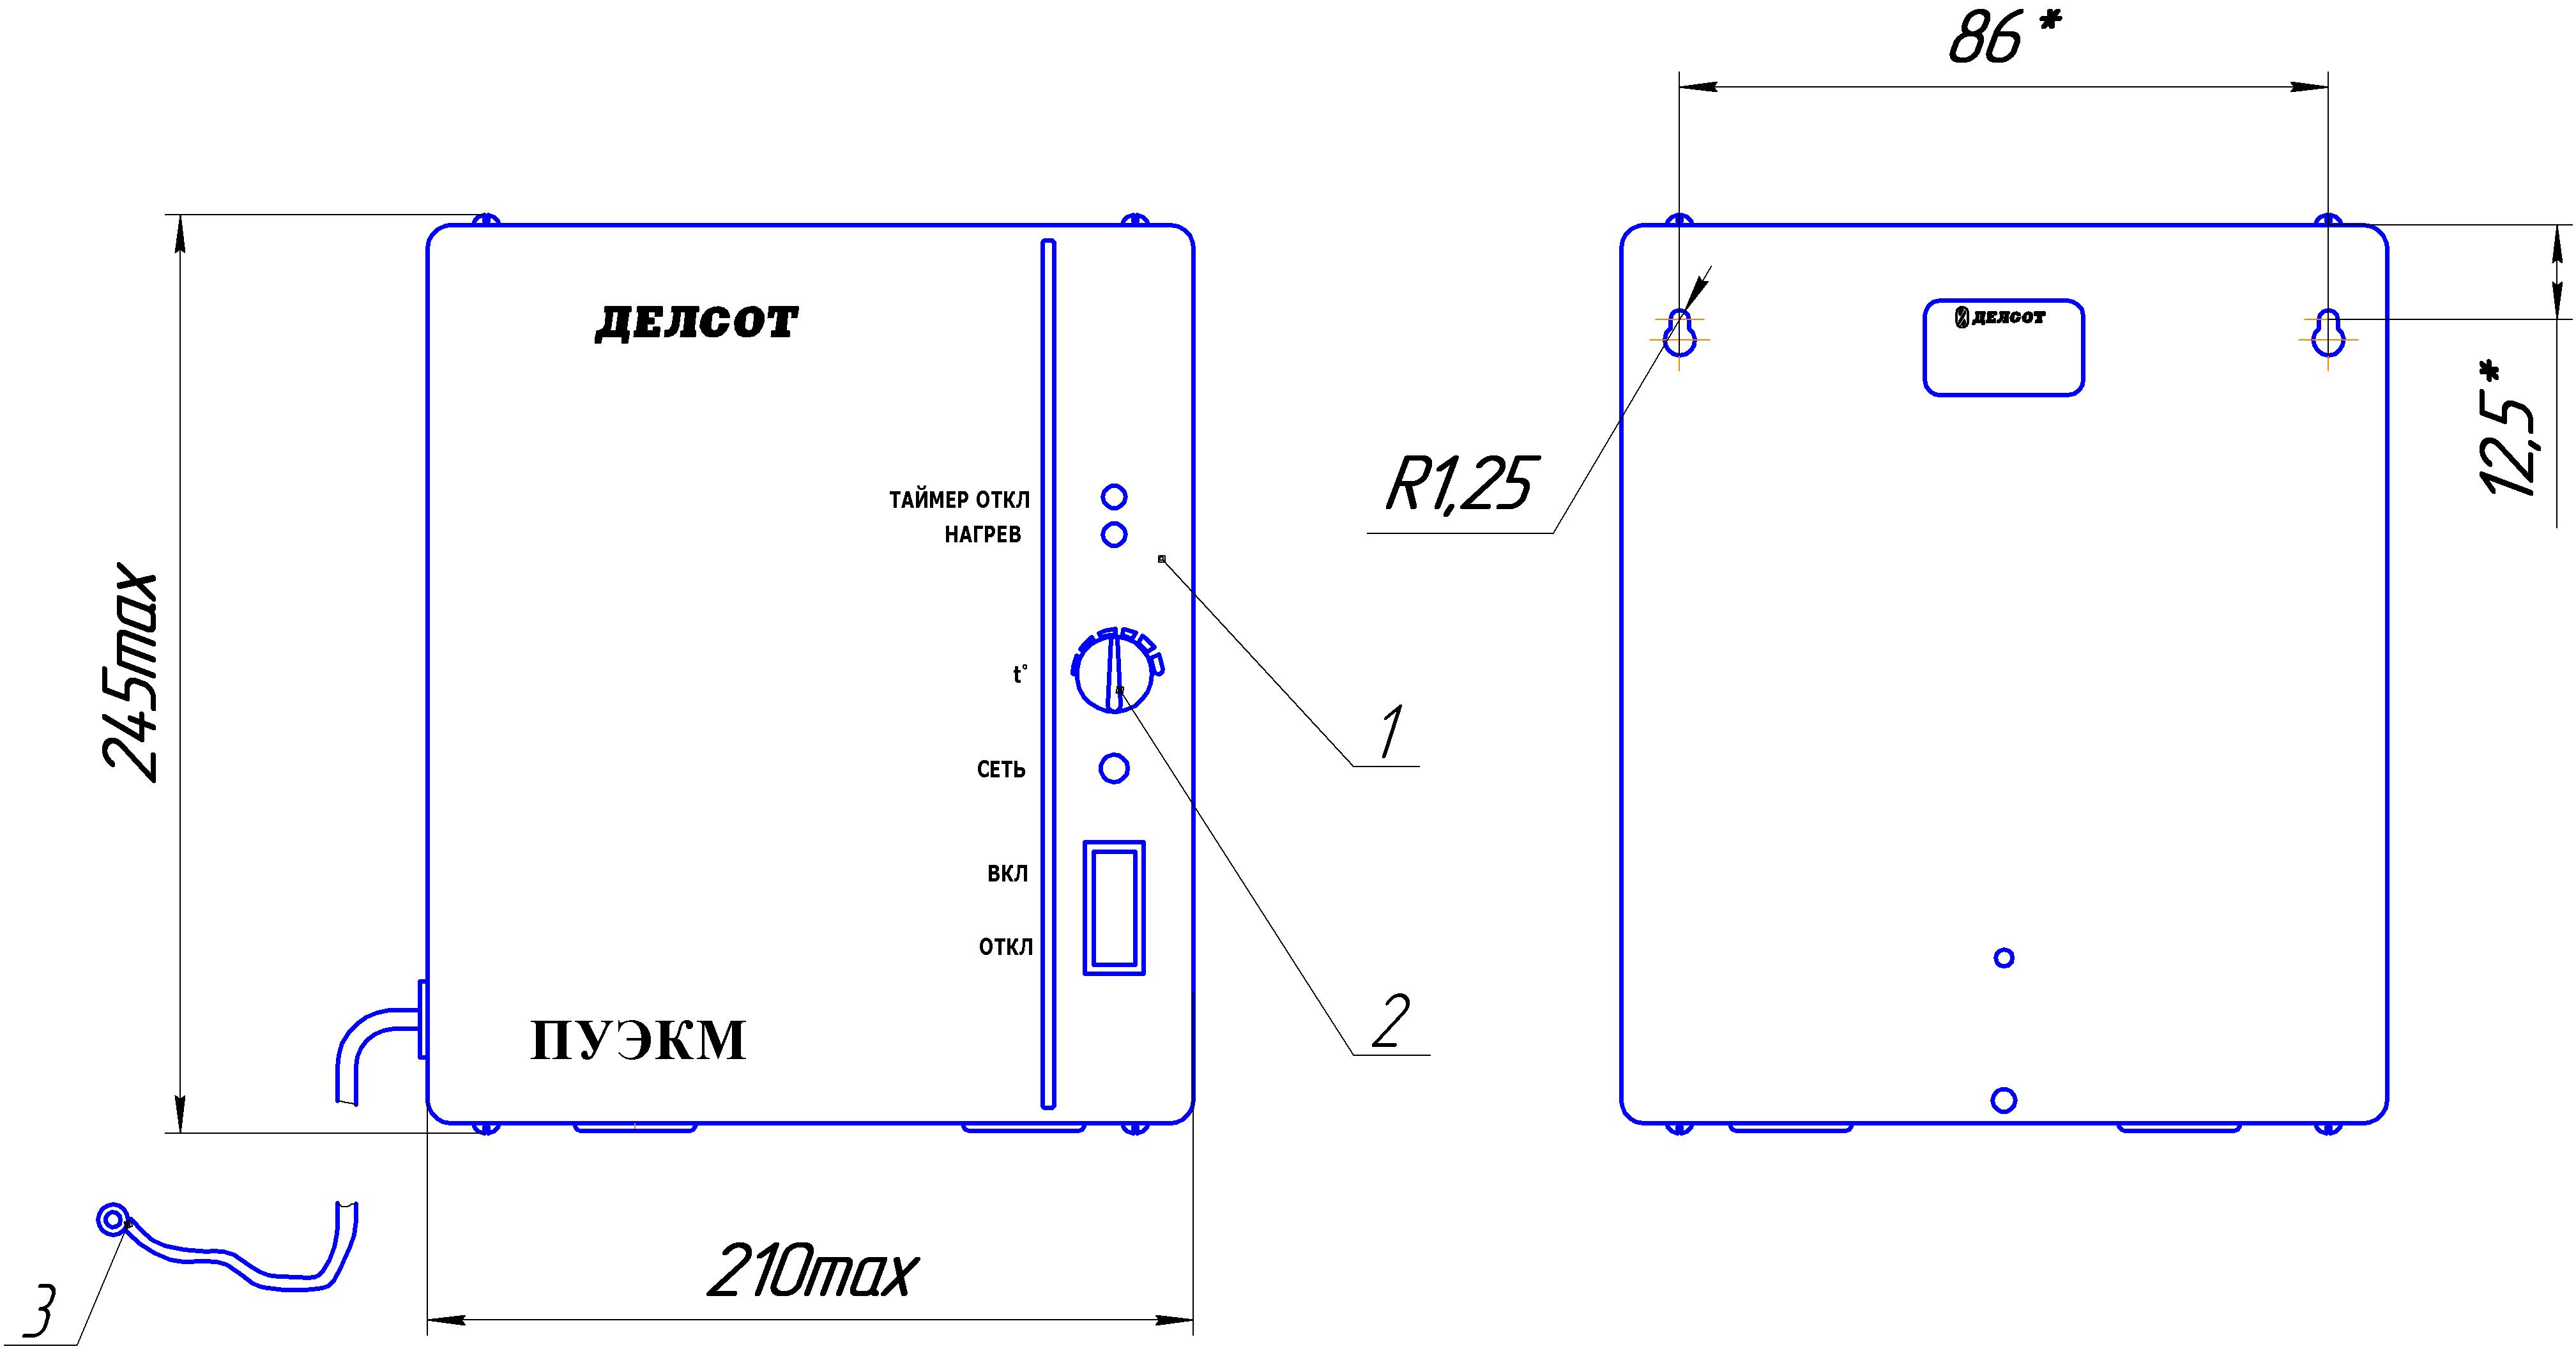 86*
ДЕЛСОТ
ДЕЛСОТ
12,5*
R1,25
ТАЙМЕР ОТКЛ
НАГРЕВ
245max
t°
1
СЕТЬ
ВКЛ
ОТКЛ
2
ПУЭКМ
210max
3